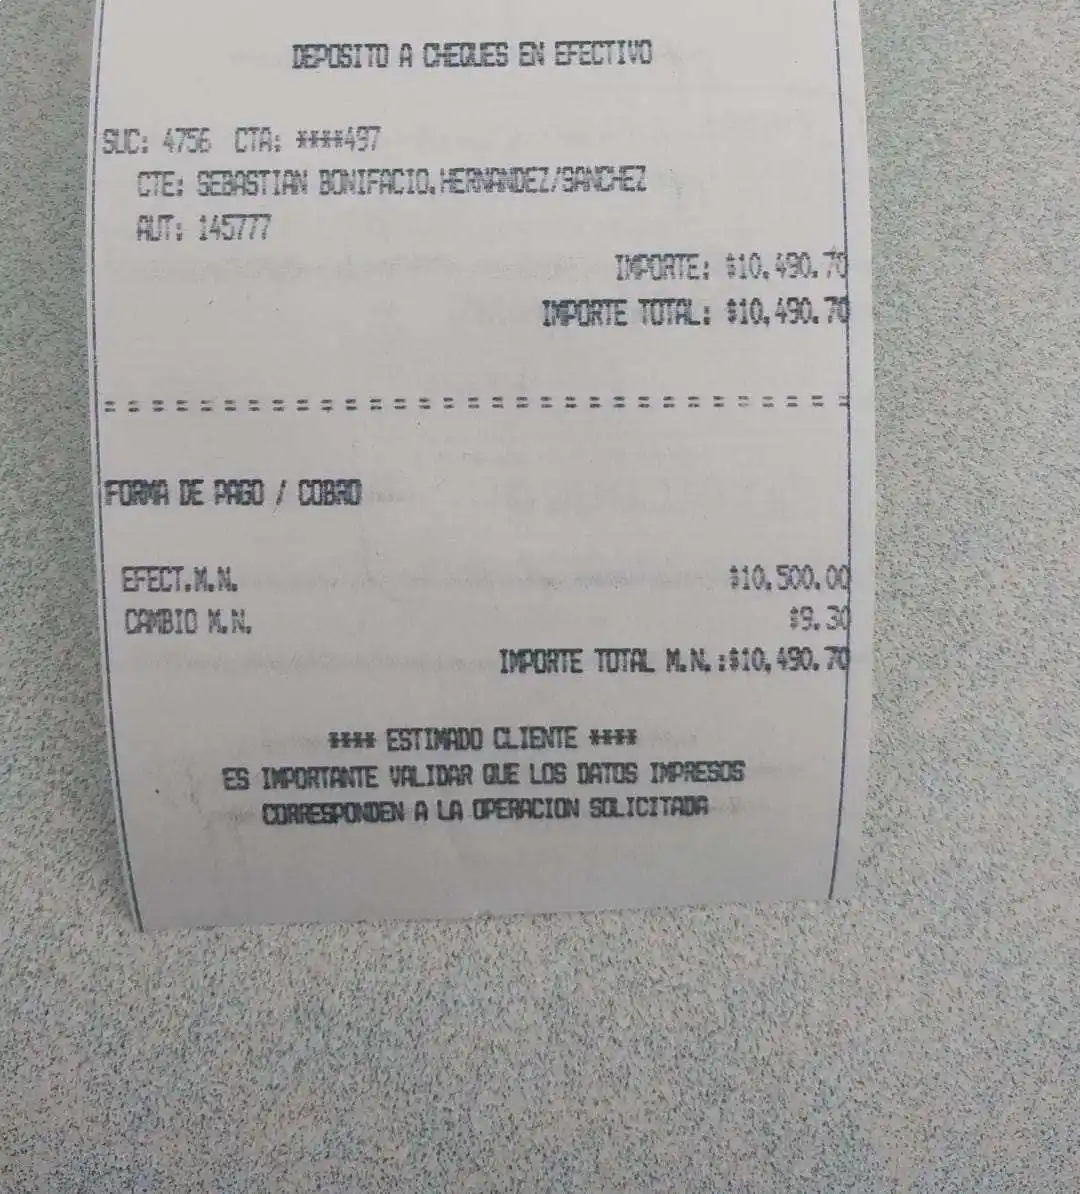 DEPOSITO A CHEQUES EN EFECTIVO
SUC: 4756 CTA: ****497
CTE: SEBASTIAN BONIFACIO,HERNANDEZ/SANCHEZ
AUT: 145777
IMPORTE: $10,490.70
IMPORTE TOTAL: $10,490.70
================================
FORMA DE PAGO / COBRO
EFECT.M.N. $10,500.00
CAMBIO M.N. $9.30
IMPORTE TOTAL M.N.:$10,490.70
**** ESTIMADO CLIENTE ****
ES IMPORTANTE VALIDAR QUE LOS DATOS IMPRESOS
CORRESPONDEN A LA OPERACION SOLICITADA